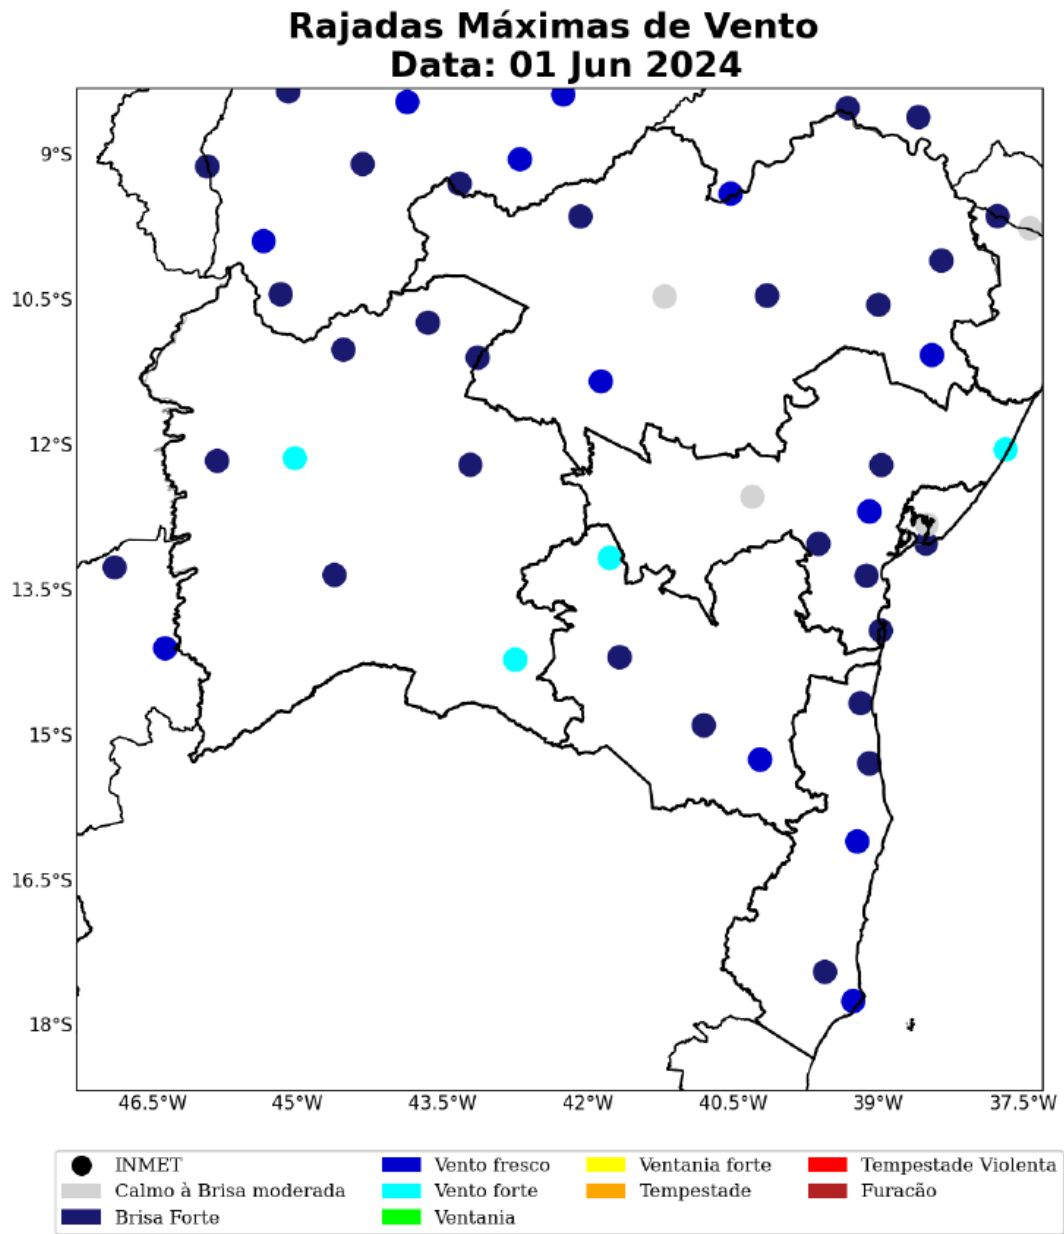 Rajadas Máximas de Vento
Data: 01 Jun 2024
9°S
10.5°S
12°S
13.5°S
15°S
16.5°S
18°S
46.5°W 45°W 43.5°W 42°W 40.5°W 39°W 37.5°W
INMET
Calmo à Brisa moderada
Brisa Forte
Vento fresco
Vento forte
Ventania
Ventania forte
Tempestade
Tempestade Violenta
Furacão